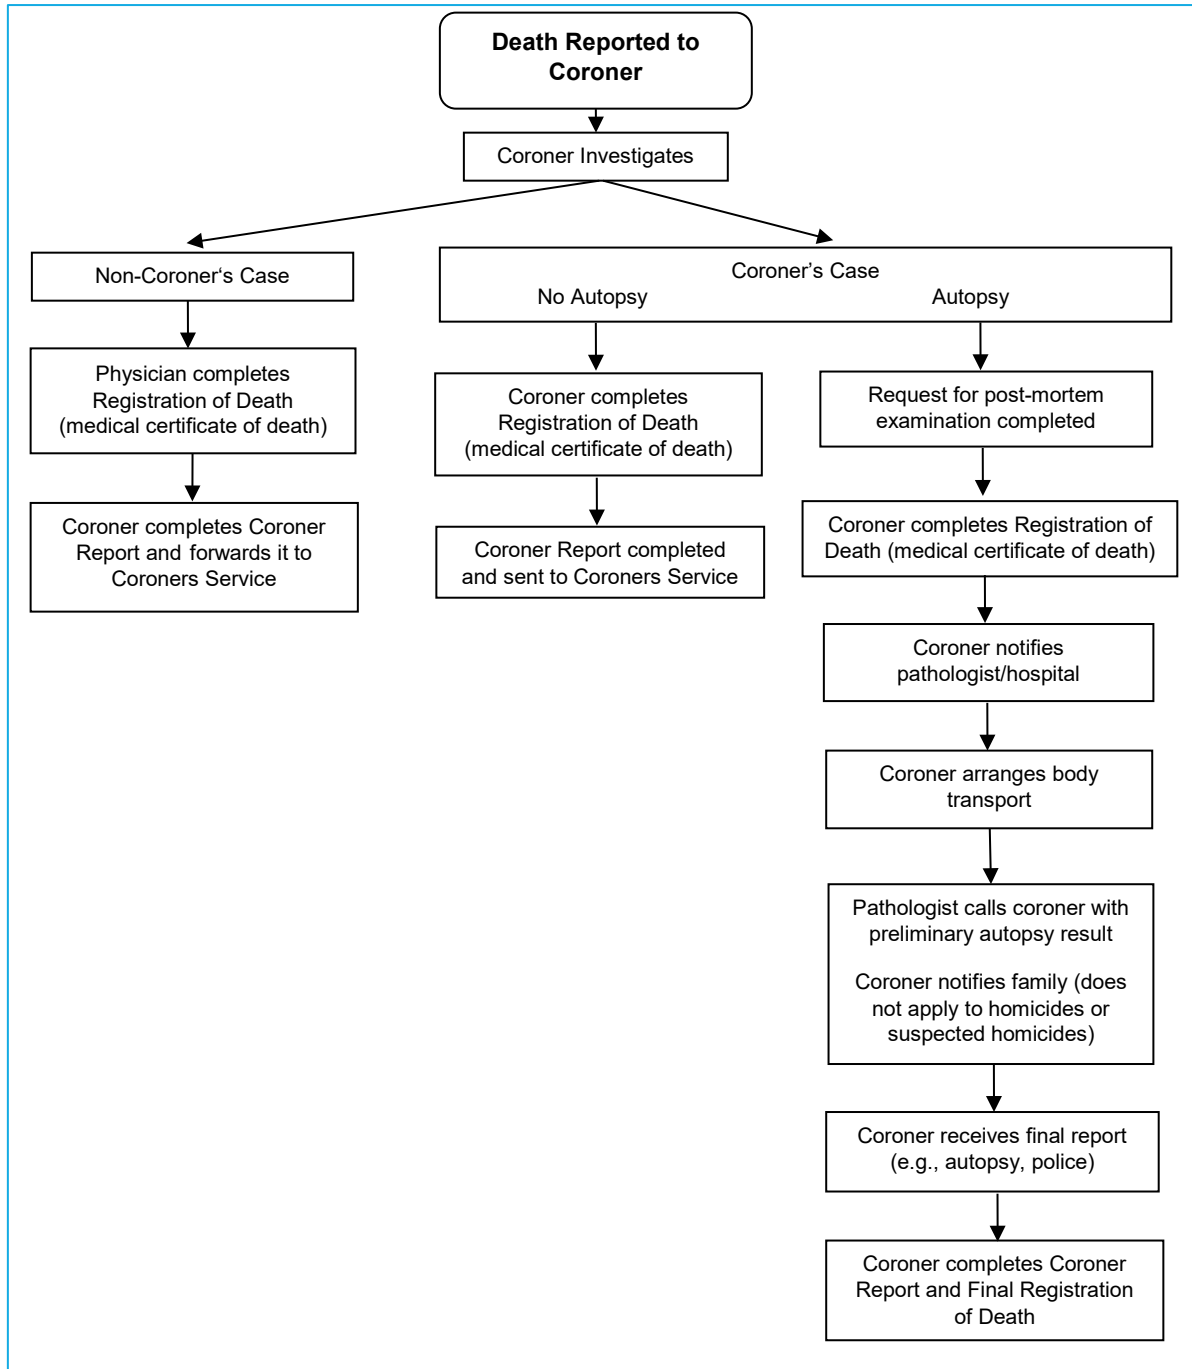 Death Reported to
Coroner
Coroner Investigates
Non-Coroner‘s Case
Physician completes
Registration of Death
(medical certificate of death)
Coroner completes Coroner
Report and forwards it to
Coroners Service
Coroner’s Case
No Autopsy
Autopsy
Coroner completes
Registration of Death
(medical certificate of death)
Coroner Report completed
and sent to Coroners Service
Request for post-mortem
examination completed
Coroner completes Registration of
Death (medical certificate of death)
Coroner notifies
pathologist/hospital
Coroner arranges body
transport
Pathologist calls coroner with
preliminary autopsy result
Coroner notifies family (does
not apply to homicides or
suspected homicides)
Coroner receives final report
(e.g., autopsy, police)
Coroner completes Coroner
Report and Final Registration
of Death